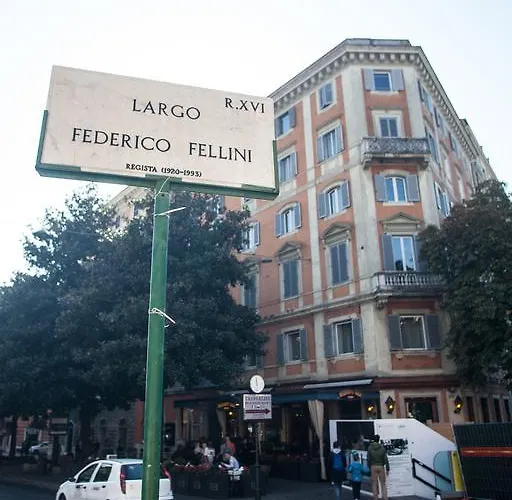 R.XVI
LARGO
FEDERICO FELLINI
REGISTA (1920-1993)